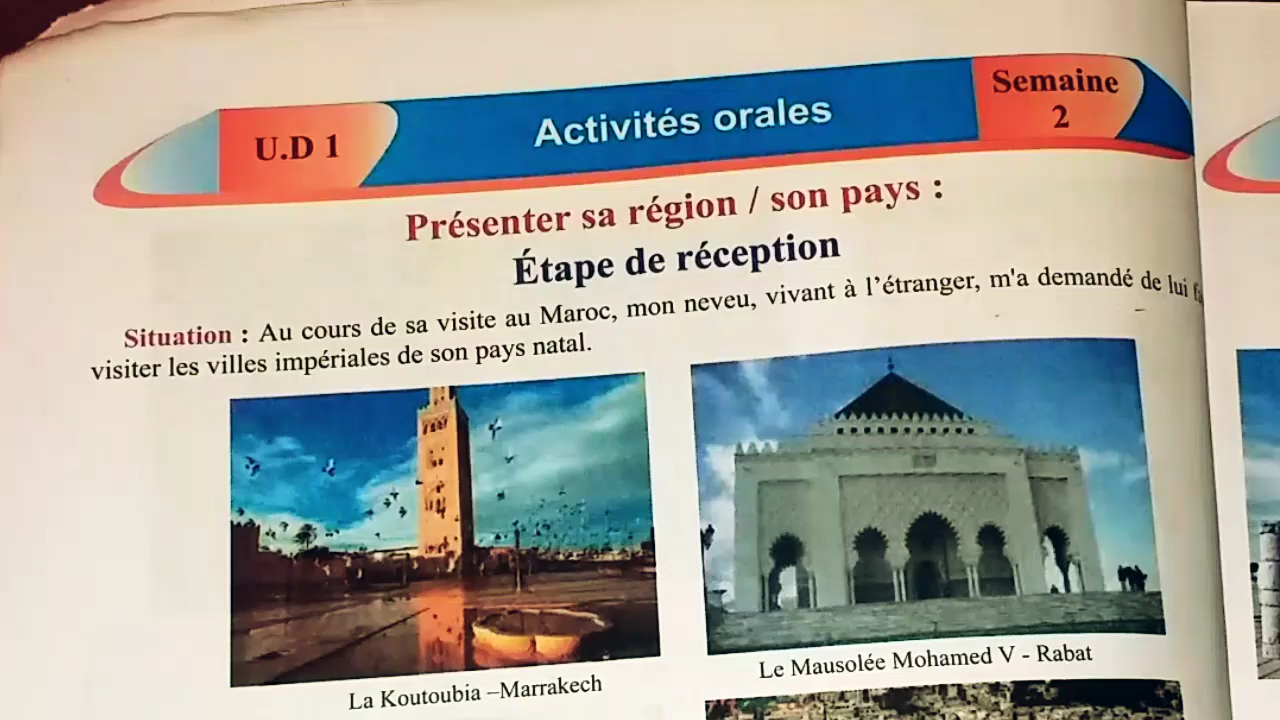 U.D 1
Activités orales
Semaine
2
Présenter sa région / son pays :
Étape de réception
Situation : Au cours de sa visite au Maroc, mon neveu, vivant à l'étranger, m'a demandé de lui
visiter les villes impériales de son pays natal.
La Koutoubia –Marrakech
Le Mausolée Mohamed V - Rabat